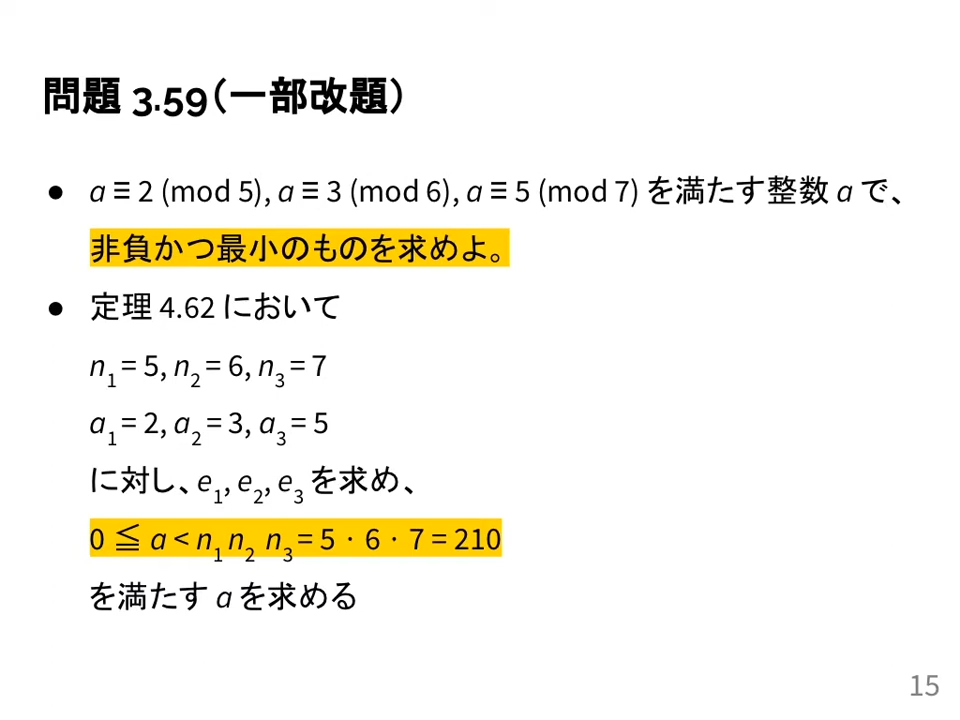 問題 3.59（一部改題）
● a ≡ 2 (mod 5), a ≡ 3 (mod 6), a ≡ 5 (mod 7) を満たす整数 a で、
非負かつ最小のものを求めよ。
● 定理 4.62 において
n₁ = 5, n₂ = 6, n₃ = 7
a₁ = 2, a₂ = 3, a₃ = 5
に対し、e₁, e₂, e₃ を求め、
0 ≦ a < n₁ n₂ n₃ = 5 · 6 · 7 = 210
を満たす a を求める
15